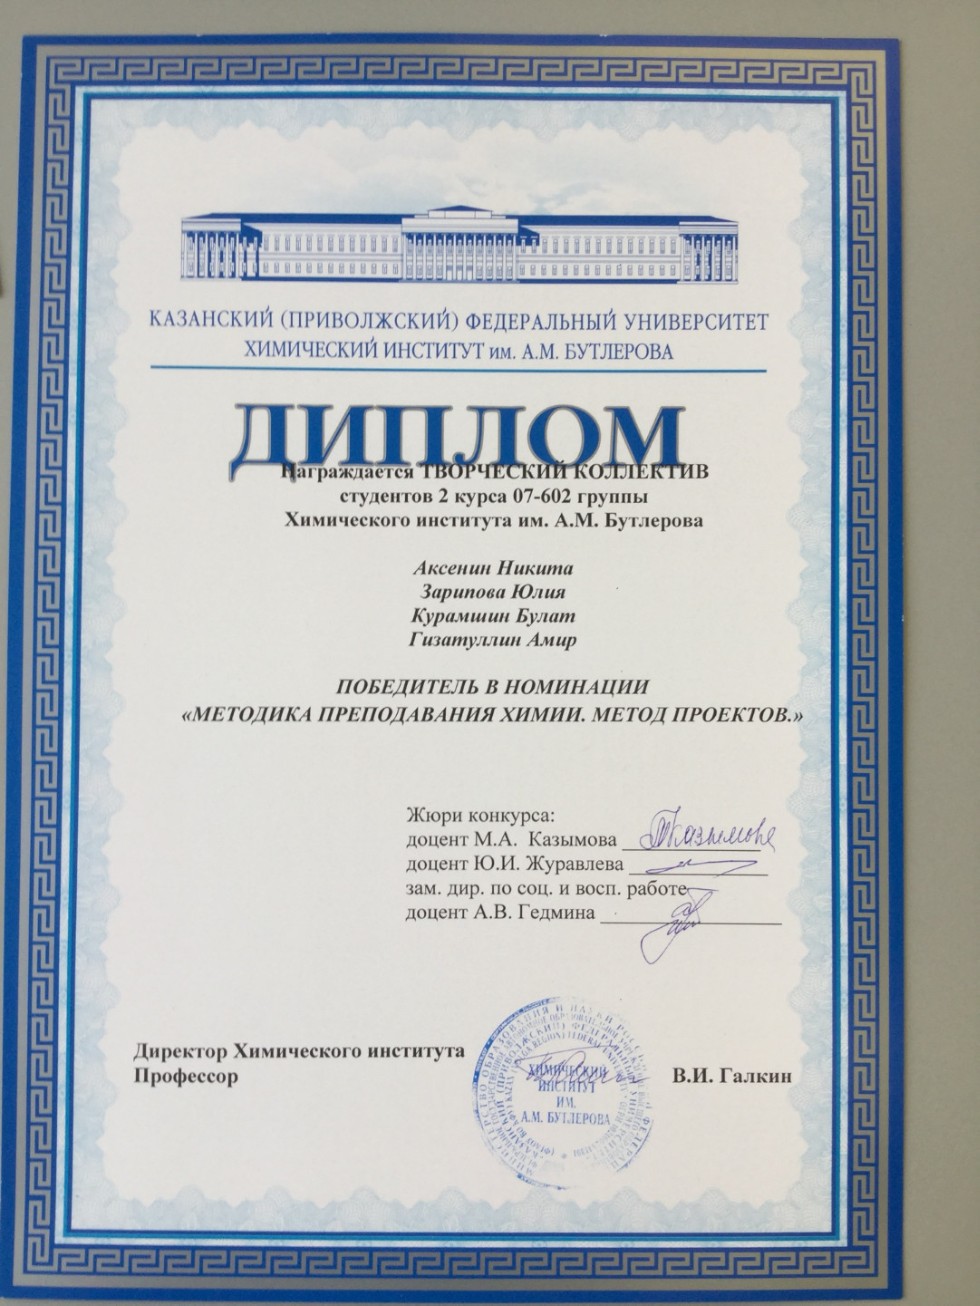 КАЗАНСКИЙ (ПРИВОЛЖСКИЙ) ФЕДЕРАЛЬНЫЙ УНИВЕРСИТЕТ
ХИМИЧЕСКИЙ ИНСТИТУТ им. А.М. БУТЛЕРОВА
ДИПЛОМ
Награждается ТВОРЧЕСКИЙ КОЛЛЕКТИВ
студентов 2 курса 07-602 группы
Химического института им. А.М. Бутлерова
Аксенин Никита
Зарипова Юлия
Курамшин Булат
Гизатуллин Амир
ПОБЕДИТЕЛЬ В НОМИНАЦИИ
«МЕТОДИКА ПРЕПОДАВАНИЯ ХИМИИ. МЕТОД ПРОЕКТОВ.»
Жюри конкурса:
доцент М.А. Казымова
доцент Ю.И. Журавлева
зам. дир. по соц. и восп. работе
доцент А.В. Гедмина
Директор Химического института
Профессор
В.И. Галкин
ХИМИЧЕСКИЙ
ИНСТИТУТ
ИМ.
А.М. БУТЛЕРОВА